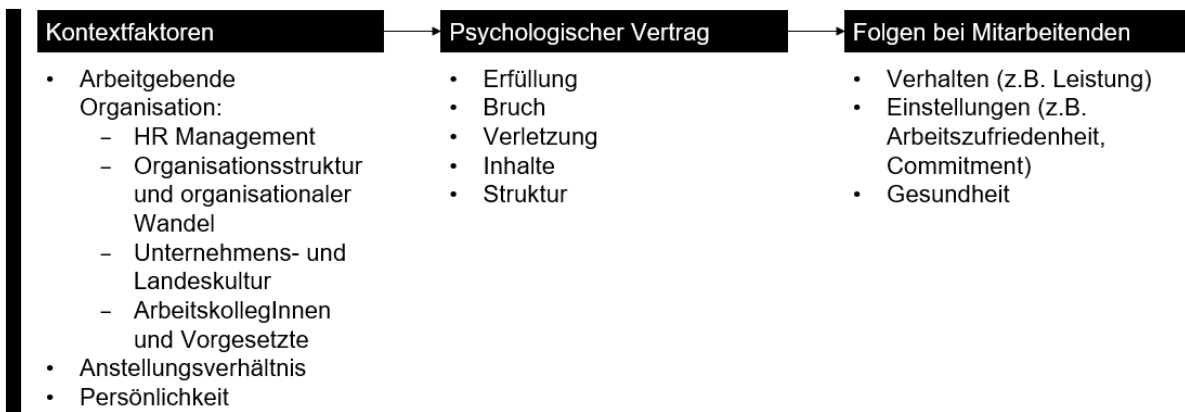 Kontextfaktoren
• Arbeitgebende
Organisation:
– HR Management
– Organisationsstruktur
und organisationaler
Wandel
– Unternehmens- und
Landeskultur
– ArbeitskollegInnen
und Vorgesetzte
• Anstellungsverhältnis
• Persönlichkeit
Psychologischer Vertrag
• Erfüllung
• Bruch
• Verletzung
• Inhalte
• Struktur
Folgen bei Mitarbeitenden
• Verhalten (z.B. Leistung)
• Einstellungen (z.B.
Arbeitszufriedenheit,
Commitment)
• Gesundheit